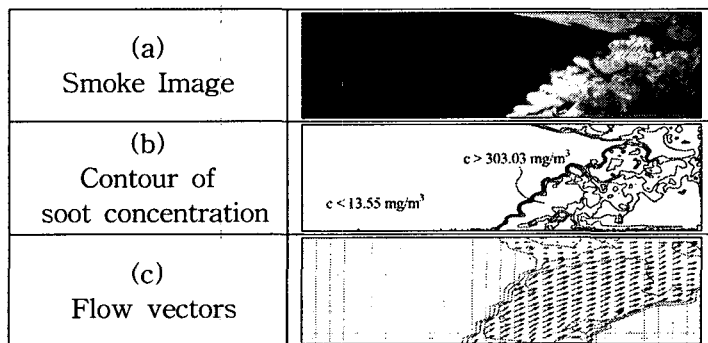 (a)
Smoke Image
(b)
Contour of
soot concentration
c > 303.03 mg/m³
c < 13.55 mg/m³
(c)
Flow vectors